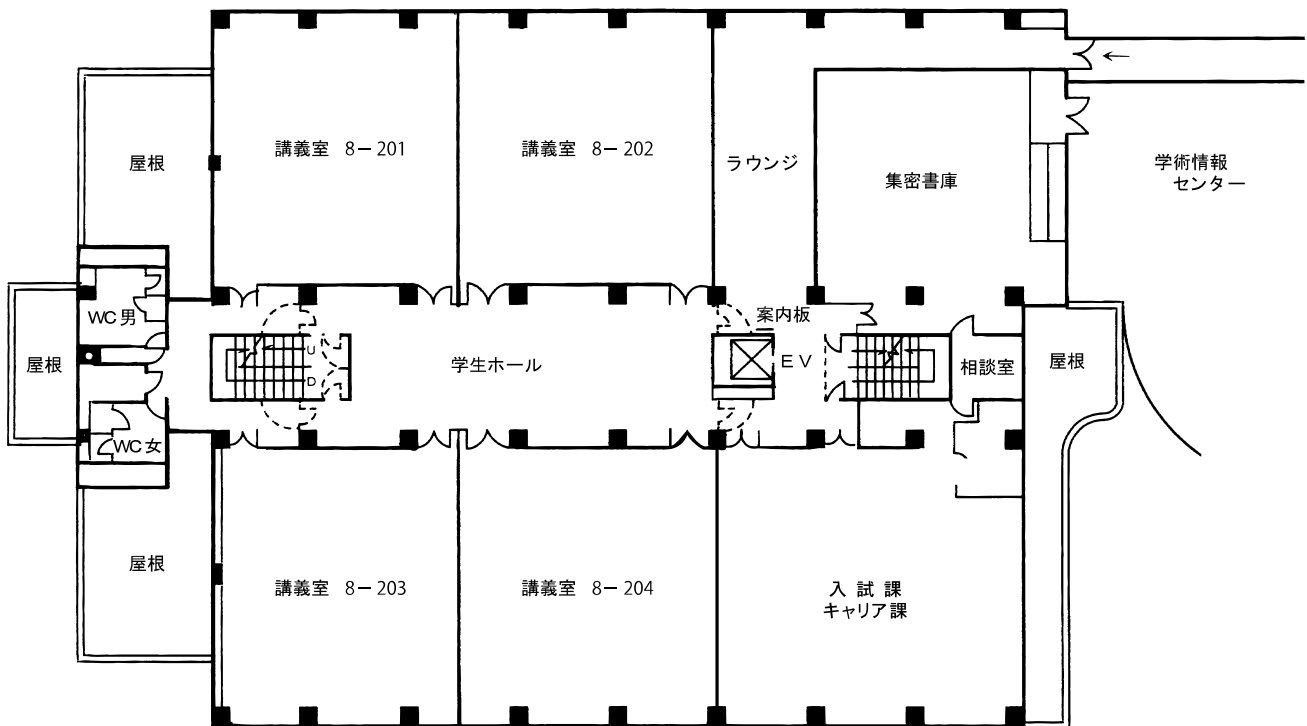 講義室 8－201
講義室 8－202
ラウンジ
集密書庫
学術情報
センター
屋根
WC男
屋根
WC女
U
D
学生ホール
案内板
EV
相談室
屋根
屋根
講義室 8－203
講義室 8－204
入試課
キャリア課